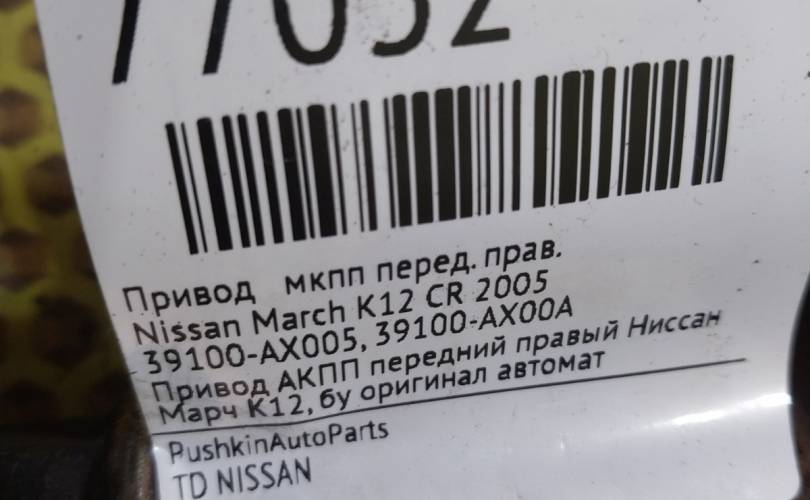 77032
Привод мкпп перед. прав.
Nissan March K12 CR 2005
39100-AX005, 39100-AX00A
Привод АКПП передний правый Ниссан
Марч К12, бу оригинал автомат
PushkinAutoParts
TD NISSAN